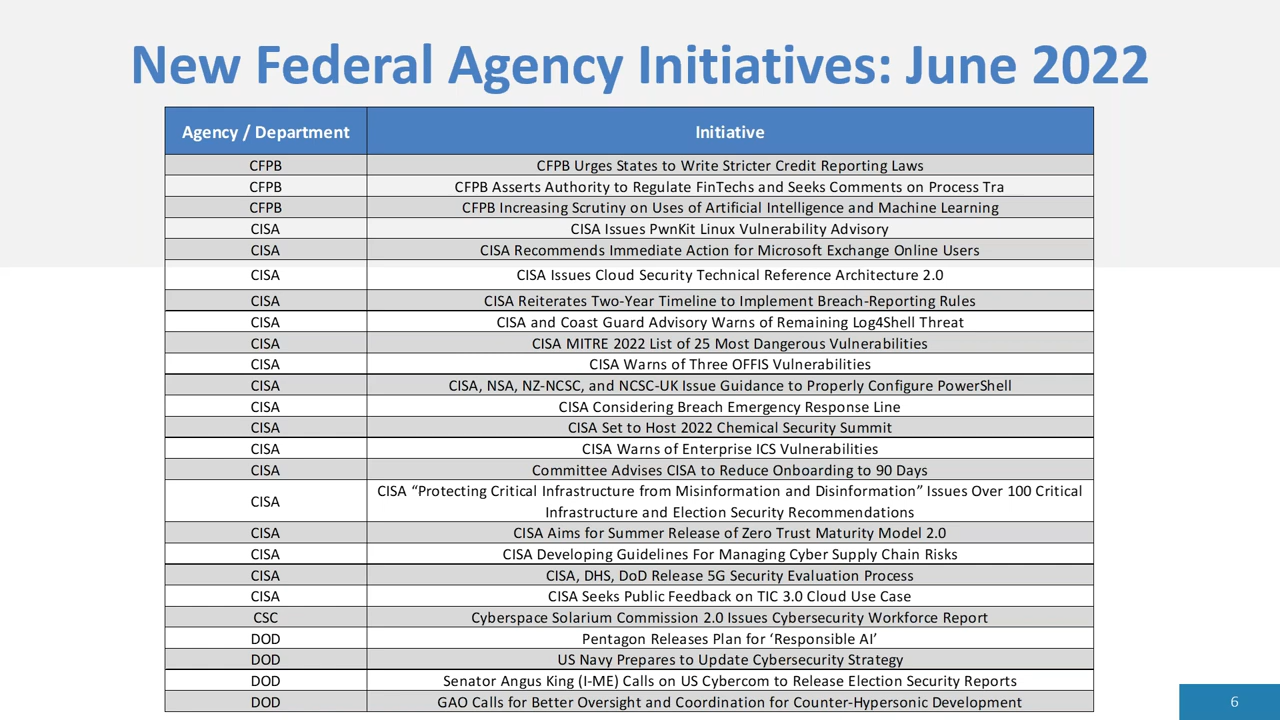 New Federal Agency Initiatives: June 2022
Agency / Department Initiative
CFPB CFPB Urges States to Write Stricter Credit Reporting Laws
CFPB CFPB Asserts Authority to Regulate FinTechs and Seeks Comments on Process Tra
CFPB CFPB Increasing Scrutiny on Uses of Artificial Intelligence and Machine Learning
CISA CISA Issues PwnKit Linux Vulnerability Advisory
CISA CISA Recommends Immediate Action for Microsoft Exchange Online Users
CISA CISA Issues Cloud Security Technical Reference Architecture 2.0
CISA CISA Reiterates Two-Year Timeline to Implement Breach-Reporting Rules
CISA CISA and Coast Guard Advisory Warns of Remaining Log4Shell Threat
CISA CISA MITRE 2022 List of 25 Most Dangerous Vulnerabilities
CISA CISA Warns of Three OFFIS Vulnerabilities
CISA CISA, NSA, NZ-NCSC, and NCSC-UK Issue Guidance to Properly Configure PowerShell
CISA CISA Considering Breach Emergency Response Line
CISA CISA Set to Host 2022 Chemical Security Summit
CISA CISA Warns of Enterprise ICS Vulnerabilities
CISA Committee Advises CISA to Reduce Onboarding to 90 Days
CISA CISA “Protecting Critical Infrastructure from Misinformation and Disinformation” Issues Over 100 Critical
Infrastructure and Election Security Recommendations
CISA CISA Aims for Summer Release of Zero Trust Maturity Model 2.0
CISA CISA Developing Guidelines For Managing Cyber Supply Chain Risks
CISA CISA, DHS, DoD Release 5G Security Evaluation Process
CISA CISA Seeks Public Feedback on TIC 3.0 Cloud Use Case
CSC Cyberspace Solarium Commission 2.0 Issues Cybersecurity Workforce Report
DOD Pentagon Releases Plan for ‘Responsible AI’
DOD US Navy Prepares to Update Cybersecurity Strategy
DOD Senator Angus King (I-ME) Calls on US Cybercom to Release Election Security Reports
DOD GAO Calls for Better Oversight and Coordination for Counter-Hypersonic Development
6